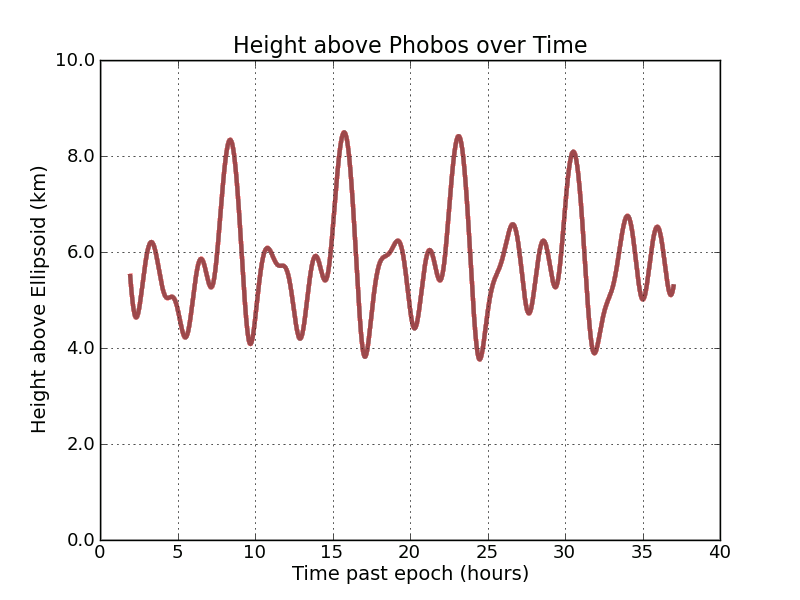 Height above Phobos over Time
Height above Ellipsoid (km)
10.0
8.0
6.0
4.0
2.0
0.0
0 5 10 15 20 25 30 35 40
Time past epoch (hours)